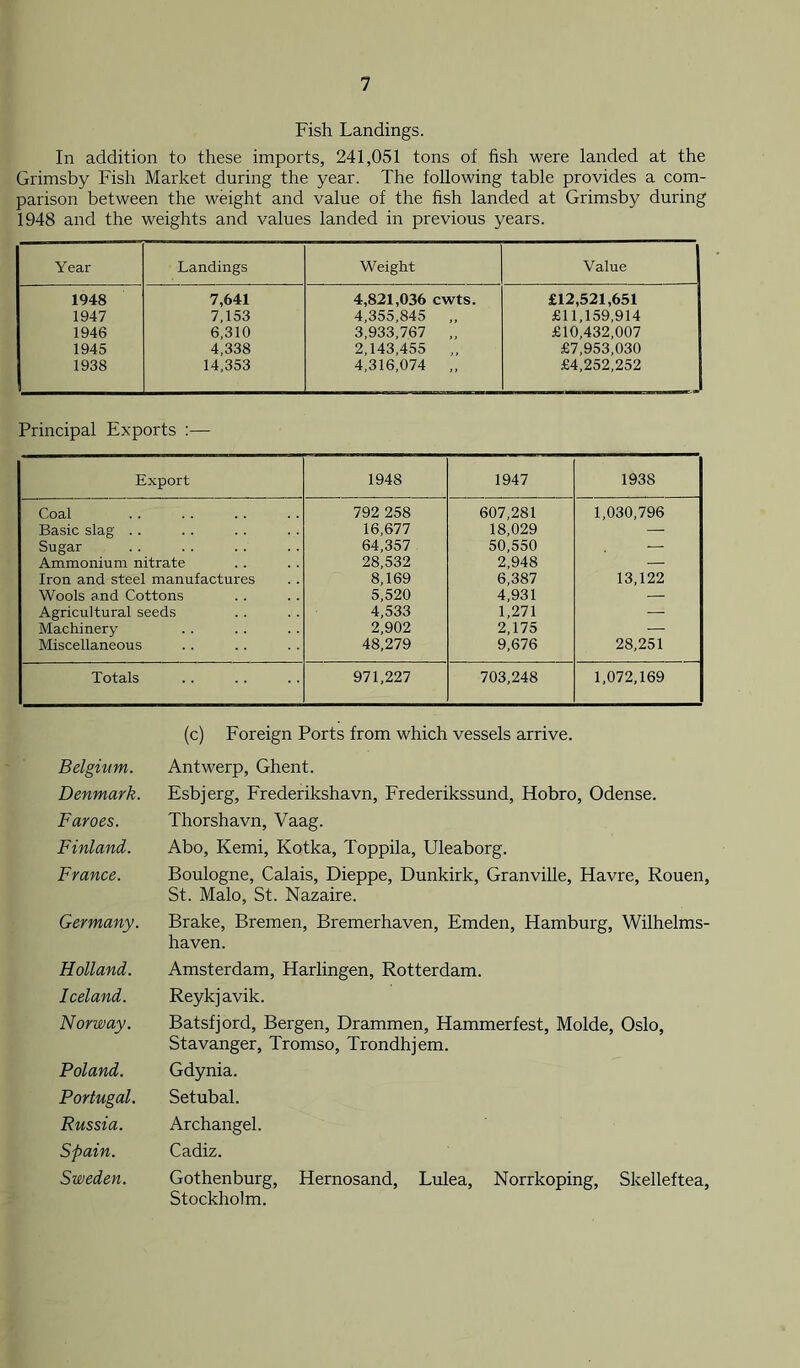 7
Fish Landings.
In addition to these imports, 241,051 tons of fish were landed at the
Grimsby Fish Market during the year. The following table provides a com-
parison between the weight and value of the fish landed at Grimsby during
1948 and the weights and values landed in previous years.
Year Landings Weight Value
1948 7,641 4,821,036 cwts. £12,521,651
1947 7,153 4,355,845 ,, £11,159,914
1946 6,310 3,933,767 ,, £10,432,007
1945 4,338 2,143,455 ,, £7,953,030
1938 14,353 4,316,074 ,, £4,252,252
Principal Exports :—
Export 1948 1947 1938
Coal .. .. .. .. 792 258 607,281 1,030,796
Basic slag .. .. .. .. 16,677 18,029 —
Sugar .. .. .. .. 64,357 50,550 —
Ammonium nitrate .. .. 28,532 2,948 —
Iron and steel manufactures .. 8,169 6,387 13,122
Wools and Cottons .. .. 5,520 4,931 —
Agricultural seeds .. .. 4,533 1,271 —
Machinery .. .. .. 2,902 2,175 —
Miscellaneous .. .. .. 48,279 9,676 28,251
Totals .. .. .. 971,227 703,248 1,072,169
(c) Foreign Ports from which vessels arrive.
Belgium. Antwerp, Ghent.
Denmark. Esbjerg, Frederikshavn, Frederikssund, Hobro, Odense.
Faroes. Thorshavn, Vaag.
Finland. Abo, Kemi, Kotka, Toppila, Uleaborg.
France. Boulogne, Calais, Dieppe, Dunkirk, Granville, Havre, Rouen,
St. Malo, St. Nazaire.
Germany. Brake, Bremen, Bremerhaven, Emden, Hamburg, Wilhelms-
haven.
Holland. Amsterdam, Harlingen, Rotterdam.
Iceland. Reykjavik.
Norway. Batsfjord, Bergen, Drammen, Hammerfest, Molde, Oslo,
Stavanger, Tromso, Trondhjem.
Poland. Gdynia.
Portugal. Setubal.
Russia. Archangel.
Spain. Cadiz.
Sweden. Gothenburg, Hernosand, Lulea, Norrkoping, Skelleftea,
Stockholm.